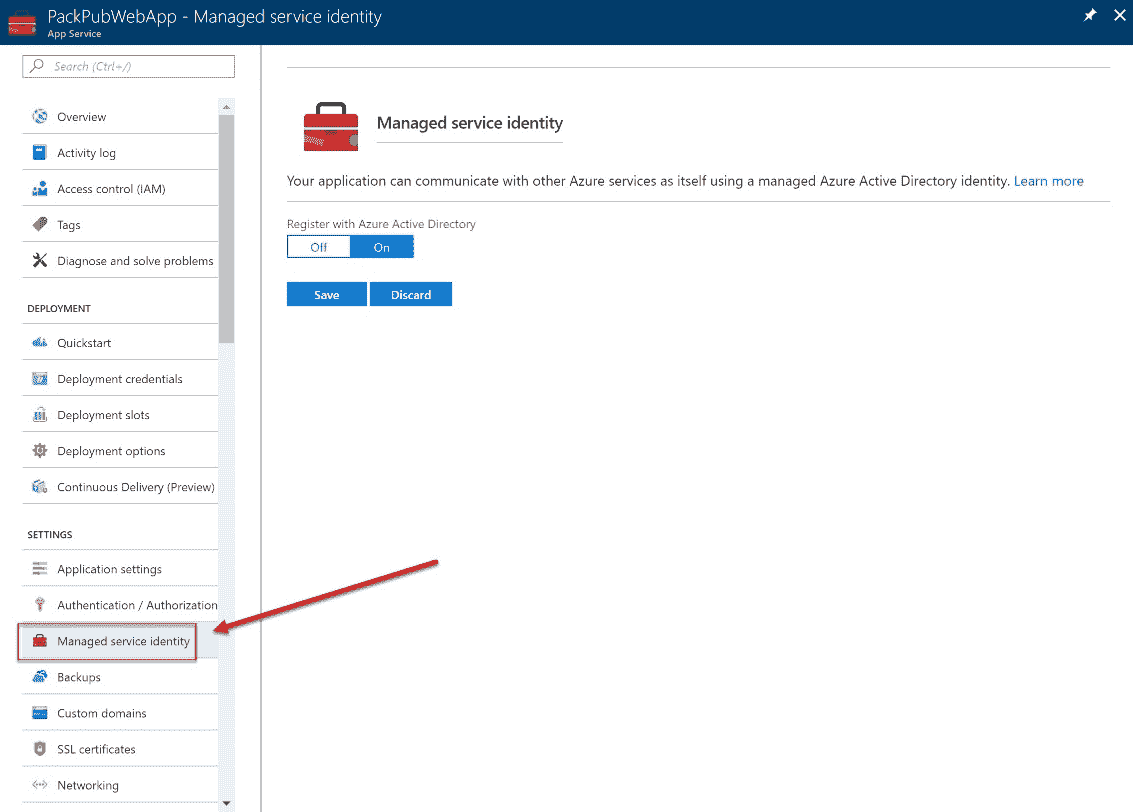 PackPubWebApp - Managed service identity
App Service
Search (Ctrl+/)
Overview
Activity log
Access control (IAM)
Tags
Diagnose and solve problems
DEPLOYMENT
Quickstart
Deployment credentials
Deployment slots
Deployment options
Continuous Delivery (Preview)
SETTINGS
Application settings
Authentication / Authorization
Managed service identity
Backups
Custom domains
SSL certificates
Networking
Managed service identity
Your application can communicate with other Azure services as itself using a managed Azure Active Directory identity. Learn more
Register with Azure Active Directory
Off On
Save Discard